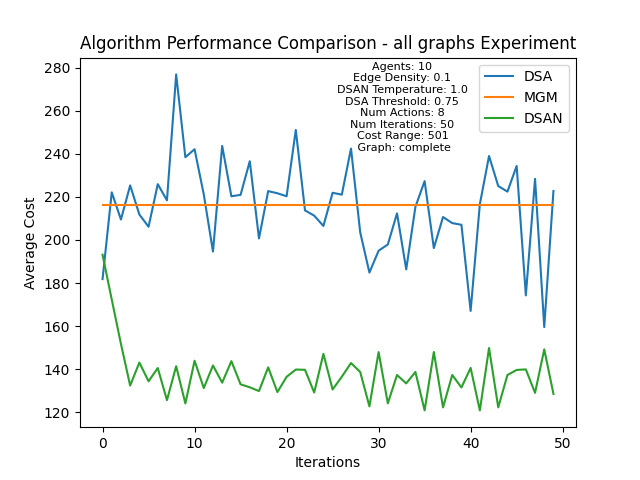 Algorithm Performance Comparison - all graphs Experiment
Agents: 10
Edge Density: 0.1
DSAN Temperature: 1.0
DSA Threshold: 0.75
Num Actions: 8
Num Iterations: 50
Cost Range: 501
Graph: complete
DSA
MGM
DSAN
Average Cost
280
260
240
220
200
180
160
140
120
0
10
20
30
40
50
Iterations